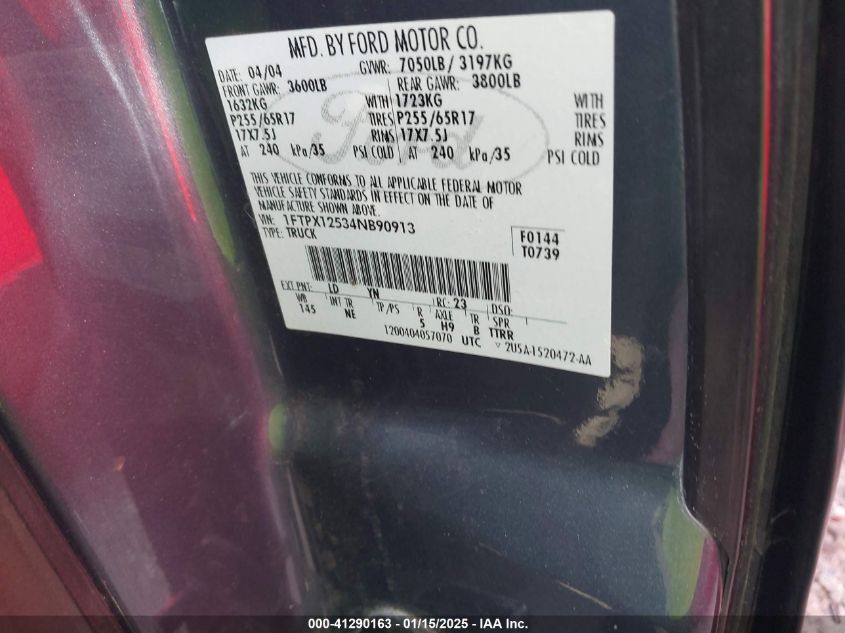 MFD. BY FORD MOTOR CO.
DATE: 04/04 GVWR: 7050LB / 3197KG
FRONT GAWR: 3600LB REAR GAWR: 3800LB
1632KG WITH 1723KG WITH
P255/65R17 TIRES P255/65R17 TIRES
17X7.5J RIMS 17X7.5J RIMS
AT 240 kPa/35 PSI COLD AT 240 kPa/35 PSI COLD
THIS VEHICLE CONFORMS TO ALL APPLICABLE FEDERAL MOTOR
VEHICLE SAFETY STANDARDS IN EFFECT ON THE DATE OF
MANUFACTURE SHOWN ABOVE.
VIN: 1FTPX12534NB90913
TYPE: TRUCK
F0144
T0739
EXT PNT: LD YN RC: 23 DSO:
WB INT TR TP/PS R AXLE TR SPR
145 NE 5 H9 B TTRR
1200404057070 UTC
2U5A-1520472-AA
Ford
000-41290163 - 01/15/2025 - IAA Inc.